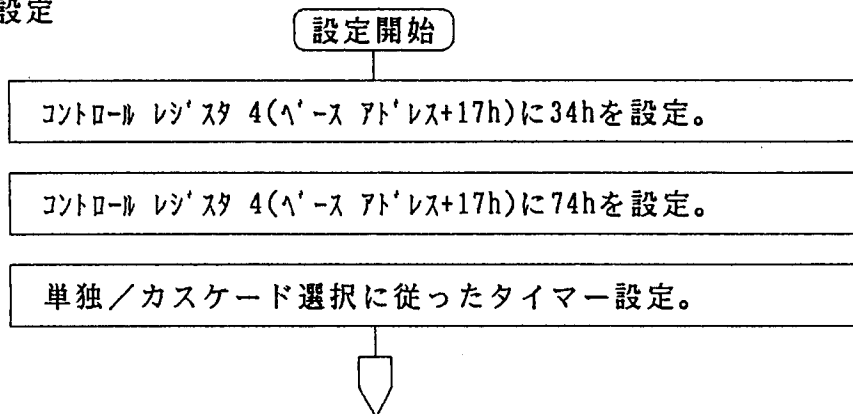 設定
設定開始
コントロール レジスタ 4(ベース アドレス+17h)に34hを設定。
コントロール レジスタ 4(ベース アドレス+17h)に74hを設定。
単独／カスケード選択に従ったタイマー設定。